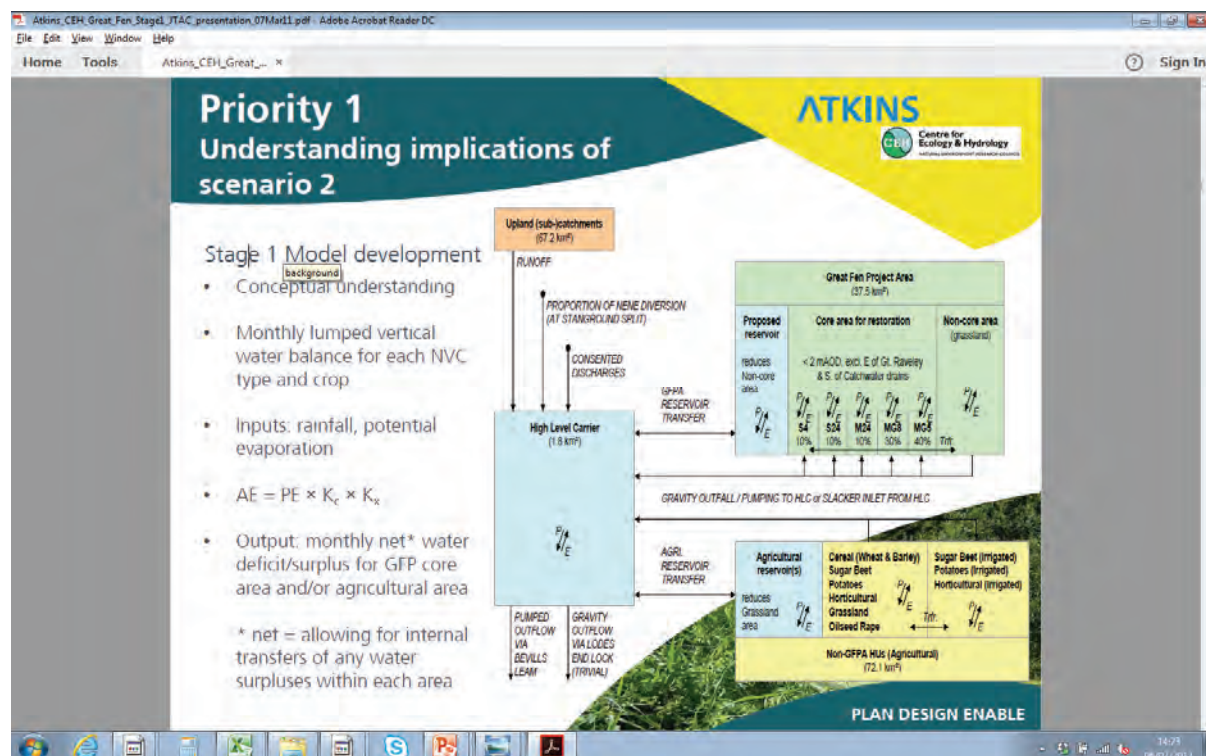 Atkins_CEH_Great_Fen_Stage1_JTAC_presentation_07Mar11.pdf - Adobe Acrobat Reader DC
File Edit View Window Help
Home Tools Atkins_CEH_Great_... × Sign In
Priority 1
Understanding implications of
scenario 2
ATKINS
CEH
Centre for
Ecology & Hydrology
NATURAL ENVIRONMENT RESEARCH COUNCIL
Stage 1 Model development
background
• Conceptual understanding
• Monthly lumped vertical
water balance for each NVC
type and crop
• Inputs: rainfall, potential
evaporation
• AE = PE × Kc × Kx
• Output: monthly net* water
deficit/surplus for GFP core
area and/or agricultural area
* net = allowing for internal
transfers of any water
surpluses within each area
Upland (sub-)catchments
(67.2 km²)
RUNOFF
PROPORTION OF NENE DIVERSION
(AT STANGROUND SPLIT)
CONSENTED
DISCHARGES
High Level Carrier
(1.8 km²)
P/E
GFPA
RESERVOIR
TRANSFER
Great Fen Project Area
(37.5 km²)
Proposed
reservoir
reduces
Non-core
area
P/E
Core area for restoration
< 2 mAOD, excl. E of Gt. Raveley
& S. of Catchwater drains
P/E P/E P/E P/E P/E
S4 S24 M24 MG8 MG5
10% 10% 10% 30% 40% Trfr.
Non-core area
(grassland)
P/E
GRAVITY OUTFALL / PUMPING TO HLC or SLACKER INLET FROM HLC
AGRI.
RESERVOIR
TRANSFER
Agricultural
reservoir(s)
reduces
Grassland
area
P/E
Cereal (Wheat & Barley)
Sugar Beet
Potatoes
Horticultural
Grassland
Oilseed Rape
P/E
Trfr.
Sugar Beet (Irrigated)
Potatoes (Irrigated)
Horticultural (Irrigated)
P/E
Non-GFPA HUs (Agricultural)
(72.1 km²)
PUMPED
OUTFLOW
VIA
BEVILLS
LEAM
GRAVITY
OUTFLOW
VIA LODES
END LOCK
(TRIVIAL)
PLAN DESIGN ENABLE